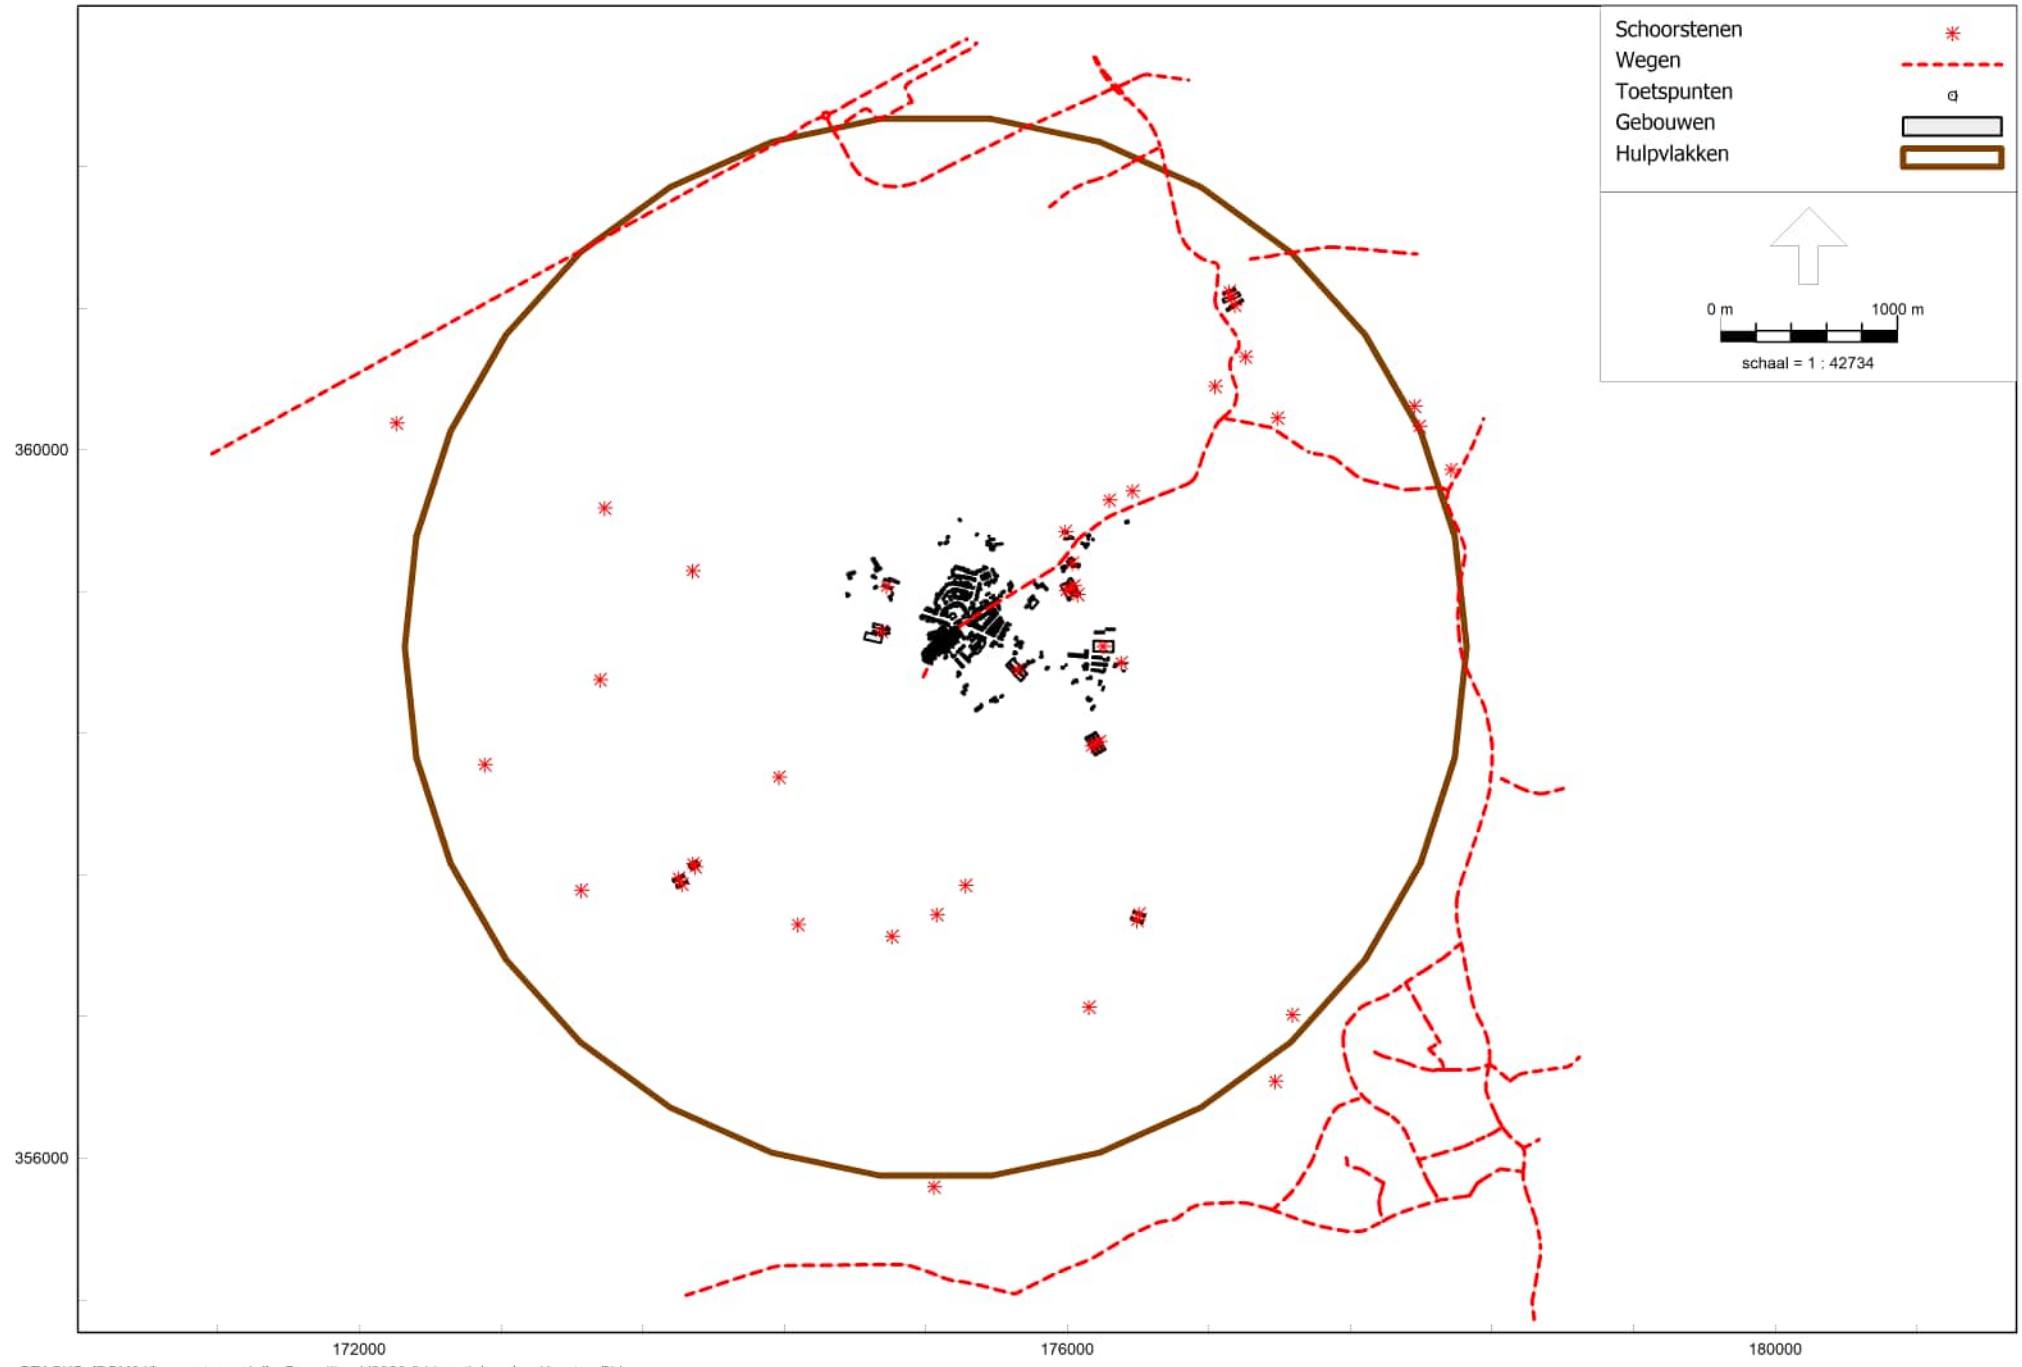 Schoorstenen
Wegen
Toetspunten
Gebouwen
Hulpvlakken
0 m 1000 m
schaal = 1 : 42734
360000
356000
172000 176000 180000